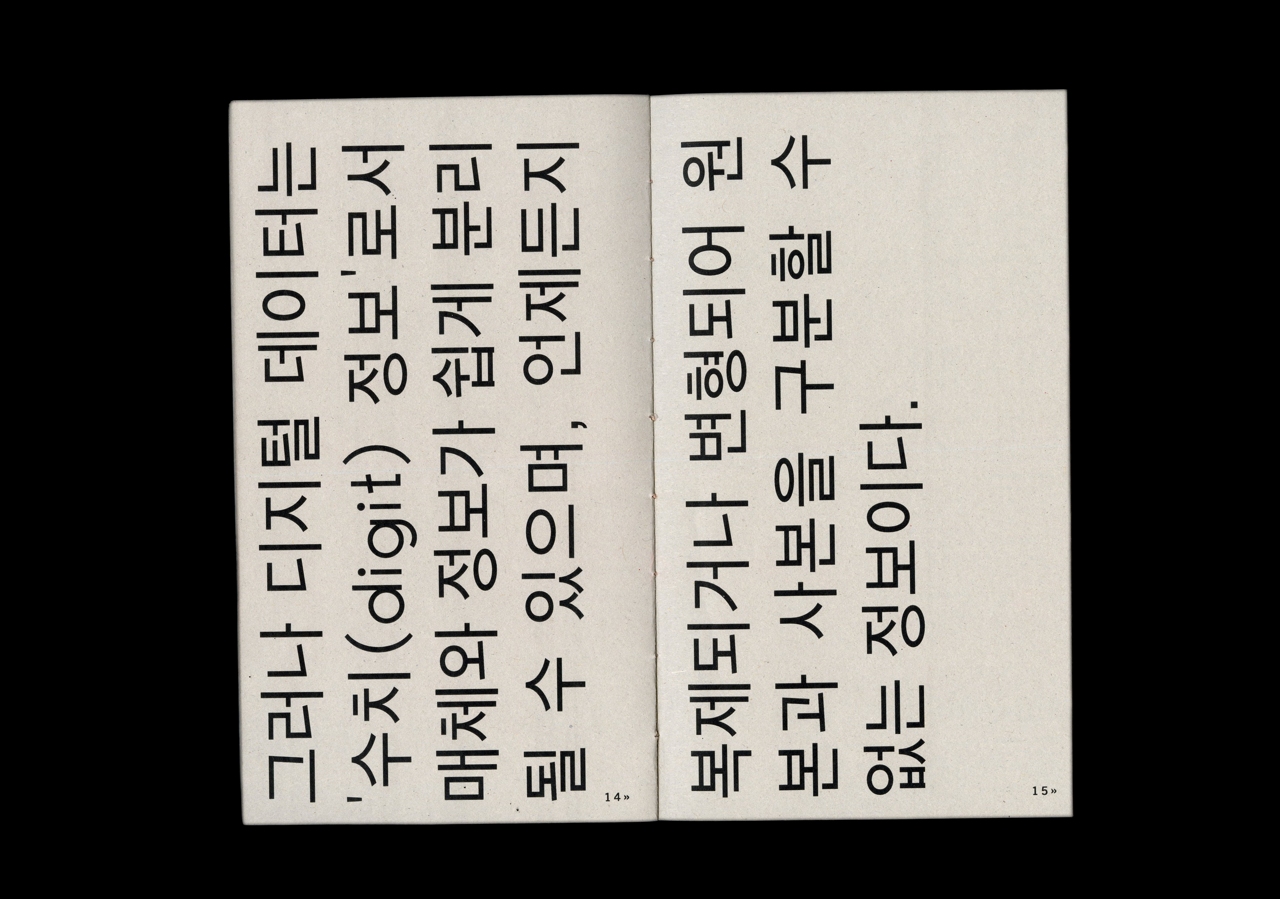 그러나 디지털 데이터는
'수치(digit) 정보'로서
매체와 정보가 쉽게 분리
될 수 있으며, 언제든지
14»
복제되거나 변형되어 원
본과 사본을 구분할 수
없는 정보이다.
15»